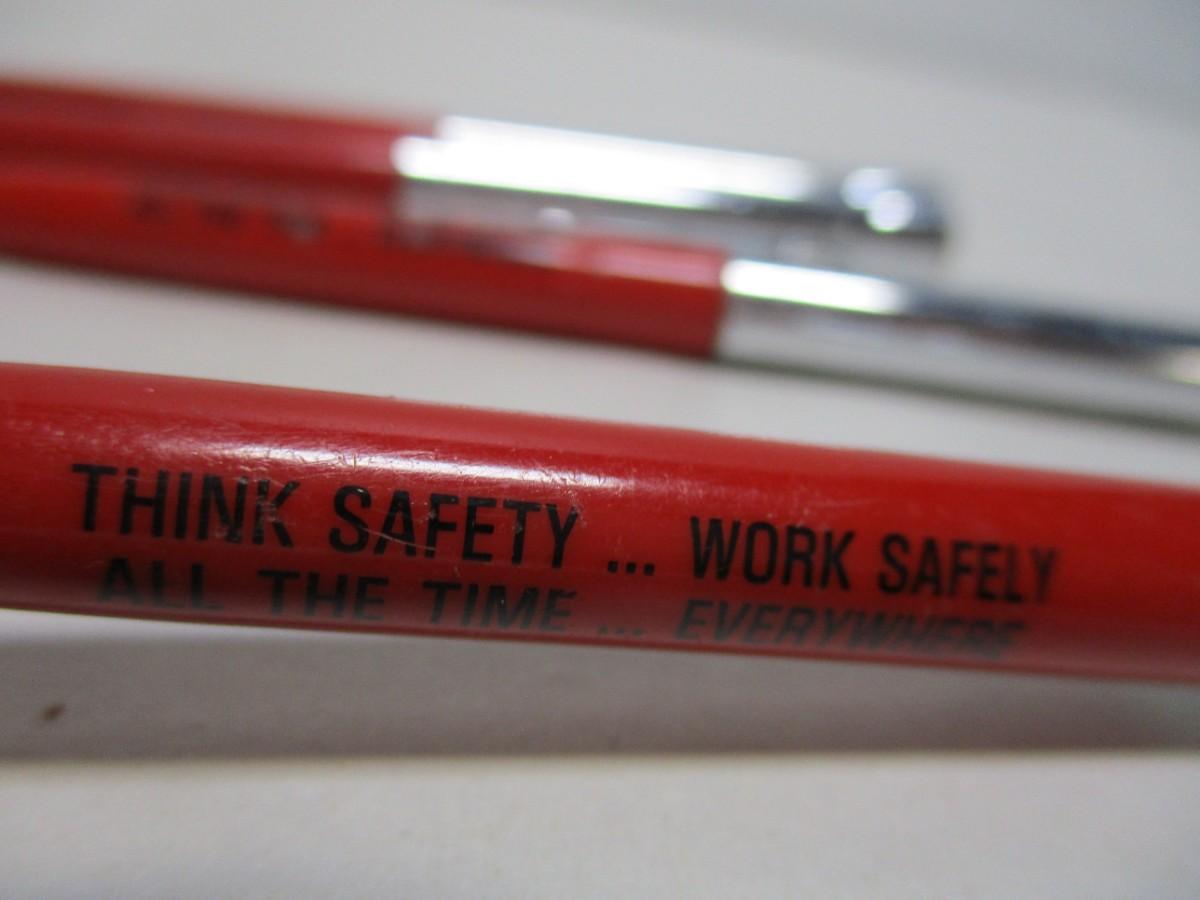 THINK SAFETY ... WORK SAFELY
ALL THE TIME ... EVERYWHERE